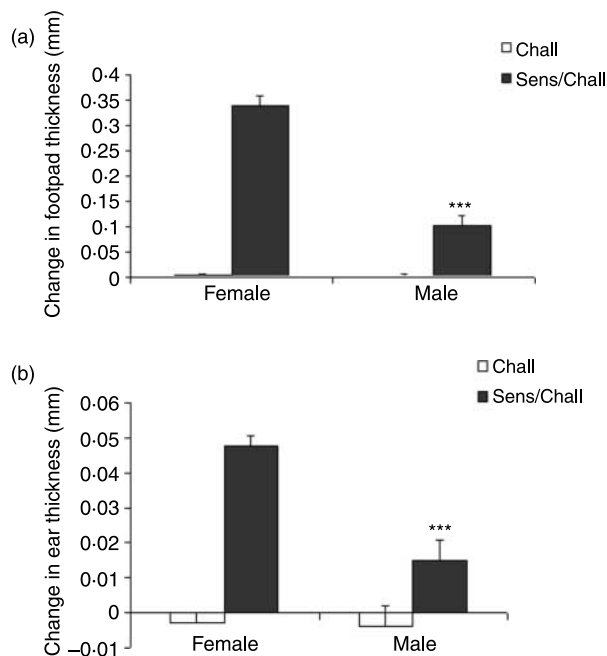 (a)
Chall
Sens/Chall
Change in footpad thickness (mm)
0·4
0·35
0·3
0·25
0·2
0·15
0·1
0·05
0
***
Female Male
(b)
Chall
Sens/Chall
Change in ear thickness (mm)
0·06
0·05
0·04
0·03
0·02
0·01
0
–0·01
***
Female Male